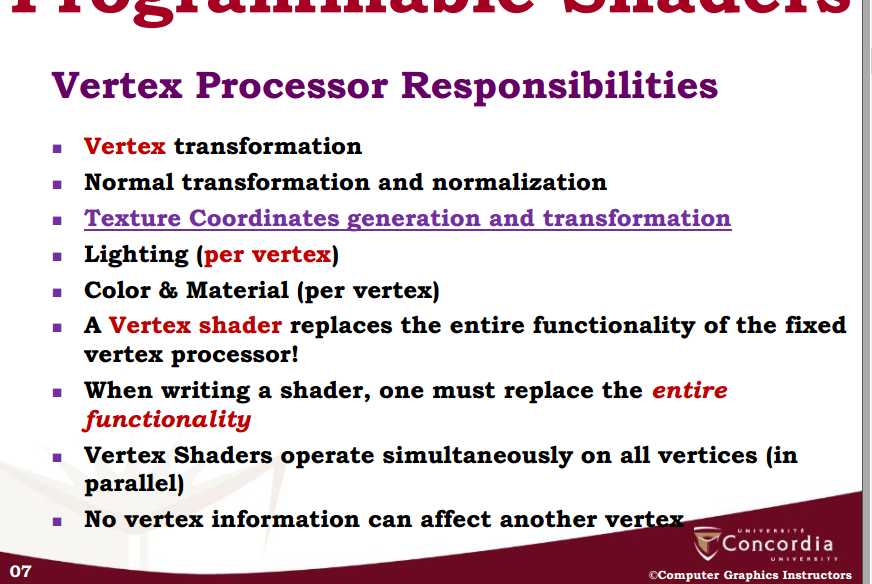 Programmable Shaders
Vertex Processor Responsibilities
Vertex transformation
Normal transformation and normalization
Texture Coordinates generation and transformation
Lighting (per vertex)
Color & Material (per vertex)
A Vertex shader replaces the entire functionality of the fixed
vertex processor!
When writing a shader, one must replace the entire
functionality
Vertex Shaders operate simultaneously on all vertices (in
parallel)
No vertex information can affect another vertex
UNIVERSITÉ
Concordia
UNIVERSITY
07
©Computer Graphics Instructors